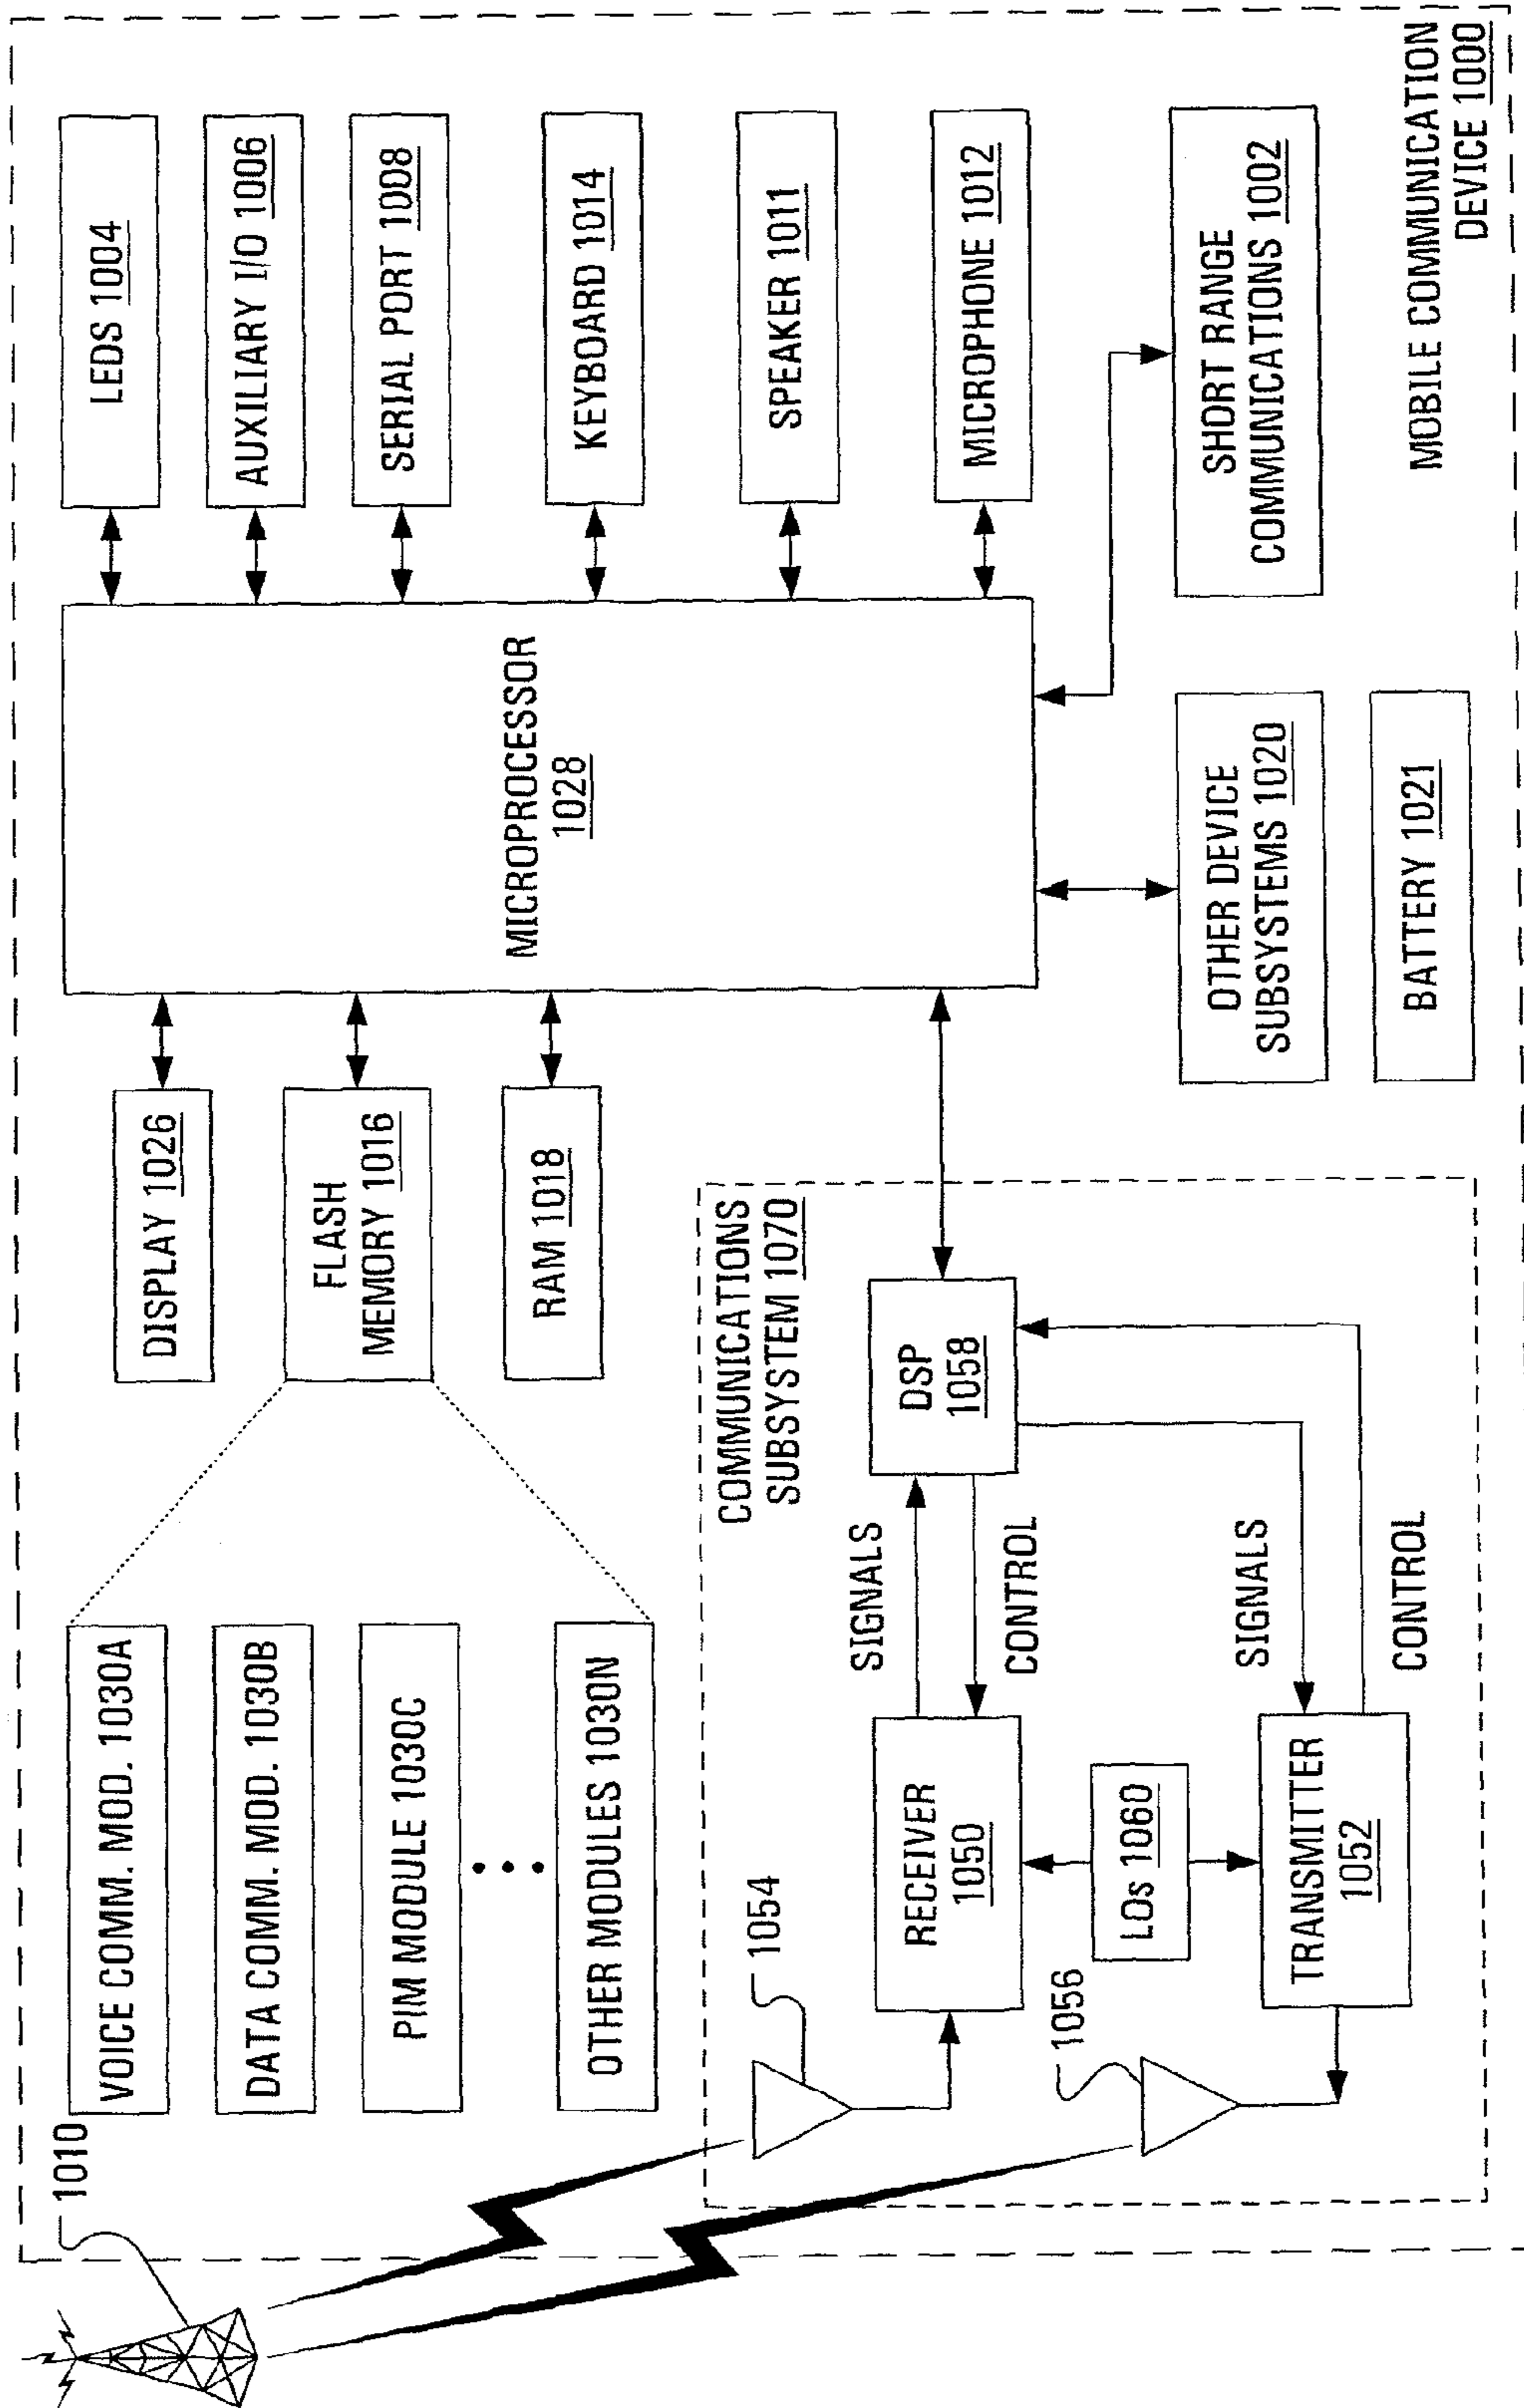 1010
VOICE COMM. MOD. 1030A
DATA COMM. MOD. 1030B
PIM MODULE 1030C
OTHER MODULES 1030N
DISPLAY 1026
FLASH
MEMORY 1016
RAM 1018
MICROPROCESSOR
1028
LEDS 1004
AUXILIARY I/O 1006
SERIAL PORT 1008
KEYBOARD 1014
SPEAKER 1011
MICROPHONE 1012
SHORT RANGE
COMMUNICATIONS 1002
OTHER DEVICE
SUBSYSTEMS 1020
BATTERY 1021
COMMUNICATIONS
SUBSYSTEM 1070
1054
RECEIVER
1050
SIGNALS
CONTROL
DSP
1058
LOs 1060
1056
TRANSMITTER
1052
SIGNALS
CONTROL
MOBILE COMMUNICATION
DEVICE 1000